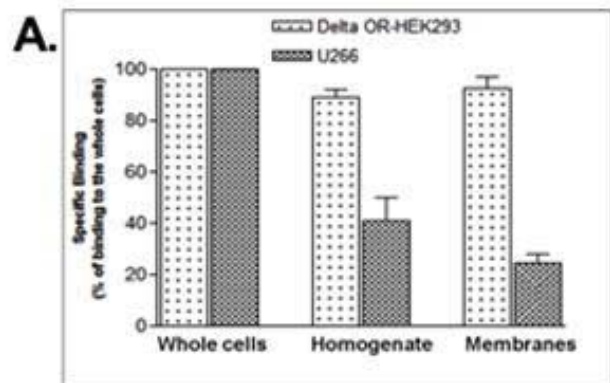 A.
Delta OR-HEK293
U266
Specific Binding
(% of binding to the whole cells)
100
80
60
40
20
0
Whole cells Homogenate Membranes